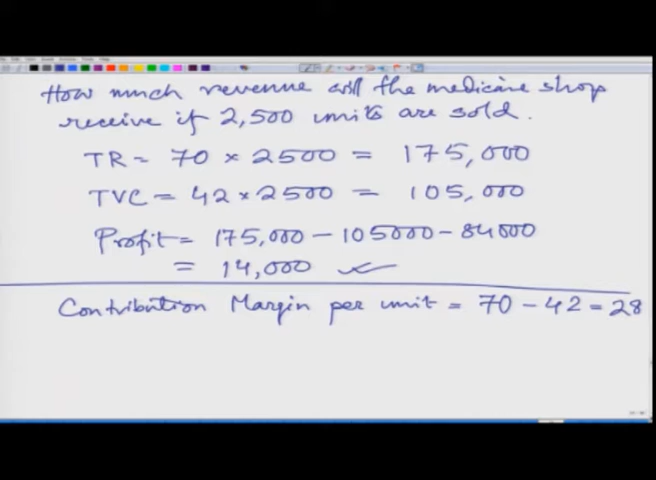 How much revenue will the medicine shop
receive if 2,500 units are sold.
TR = 70 × 2500 = 175,000
TVC = 42 × 2500 = 105,000
Profit = 175,000 - 105000 - 84000
= 14,000 ✓
Contribution Margin per unit = 70 - 42 = 28